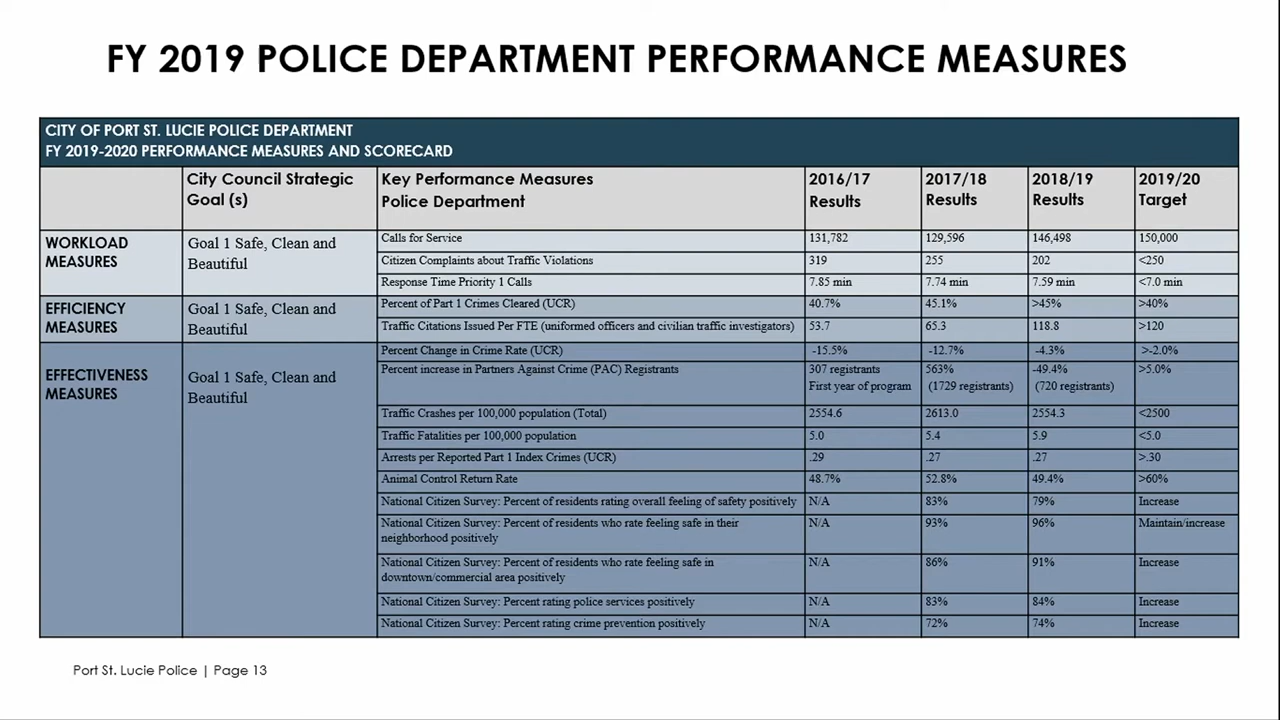 FY 2019 POLICE DEPARTMENT PERFORMANCE MEASURES
CITY OF PORT ST. LUCIE POLICE DEPARTMENT
FY 2019-2020 PERFORMANCE MEASURES AND SCORECARD
City Council Strategic Goal (s) Key Performance Measures Police Department 2016/17 Results 2017/18 Results 2018/19 Results 2019/20 Target
WORKLOAD MEASURES Goal 1 Safe, Clean and Beautiful
Calls for Service 131,782 129,596 146,498 150,000
Citizen Complaints about Traffic Violations 319 255 202 <250
Response Time Priority 1 Calls 7.85 min 7.74 min 7.59 min <7.0 min
EFFICIENCY MEASURES Goal 1 Safe, Clean and Beautiful
Percent of Part 1 Crimes Cleared (UCR) 40.7% 45.1% >45% >40%
Traffic Citations Issued Per FTE (uniformed officers and civilian traffic investigators) 53.7 65.3 118.8 >120
EFFECTIVENESS MEASURES Goal 1 Safe, Clean and Beautiful
Percent Change in Crime Rate (UCR) -15.5% -12.7% -4.3% >-2.0%
Percent increase in Partners Against Crime (PAC) Registrants 307 registrants First year of program 563% (1729 registrants) -49.4% (720 registrants) >5.0%
Traffic Crashes per 100,000 population (Total) 2554.6 2613.0 2554.3 <2500
Traffic Fatalities per 100,000 population 5.0 5.4 5.9 <5.0
Arrests per Reported Part 1 Index Crimes (UCR) .29 .27 .27 >.30
Animal Control Return Rate 48.7% 52.8% 49.4% >60%
National Citizen Survey: Percent of residents rating overall feeling of safety positively N/A 83% 79% Increase
National Citizen Survey: Percent of residents who rate feeling safe in their neighborhood positively N/A 93% 96% Maintain/increase
National Citizen Survey: Percent of residents who rate feeling safe in downtown/commercial area positively N/A 86% 91% Increase
National Citizen Survey: Percent rating police services positively N/A 83% 84% Increase
National Citizen Survey: Percent rating crime prevention positively N/A 72% 74% Increase
Port St. Lucie Police | Page 13